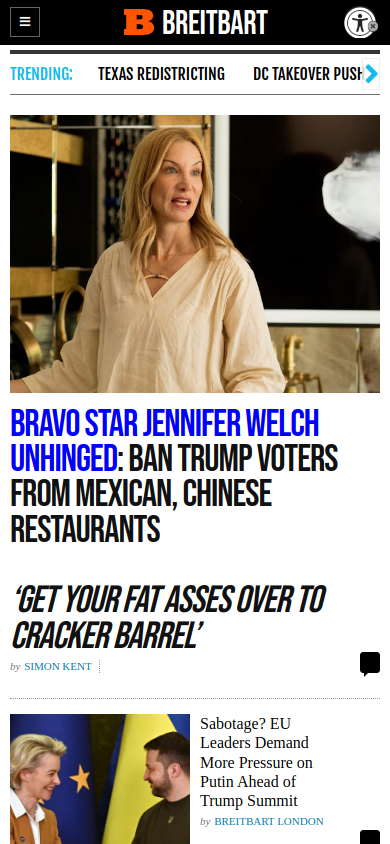 BREITBART
TRENDING:
TEXAS REDISTRICTING
DC TAKEOVER PUSH
BRAVO STAR JENNIFER WELCH
UNHINGED: BAN TRUMP VOTERS
FROM MEXICAN, CHINESE
RESTAURANTS
‘GET YOUR FAT ASSES OVER TO
CRACKER BARREL’
by SIMON KENT
Sabotage? EU
Leaders Demand
More Pressure on
Putin Ahead of
Trump Summit
by BREITBART LONDON